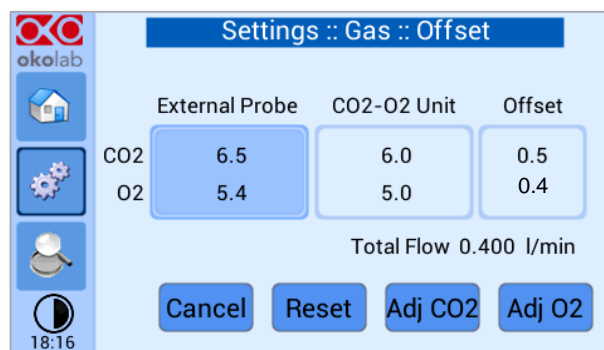 Settings :: Gas :: Offset
okolab
External Probe CO2-O2 Unit Offset
CO2 6.5 6.0 0.5
O2 5.4 5.0 0.4
Total Flow 0.400 l/min
Cancel Reset Adj CO2 Adj O2
18:16